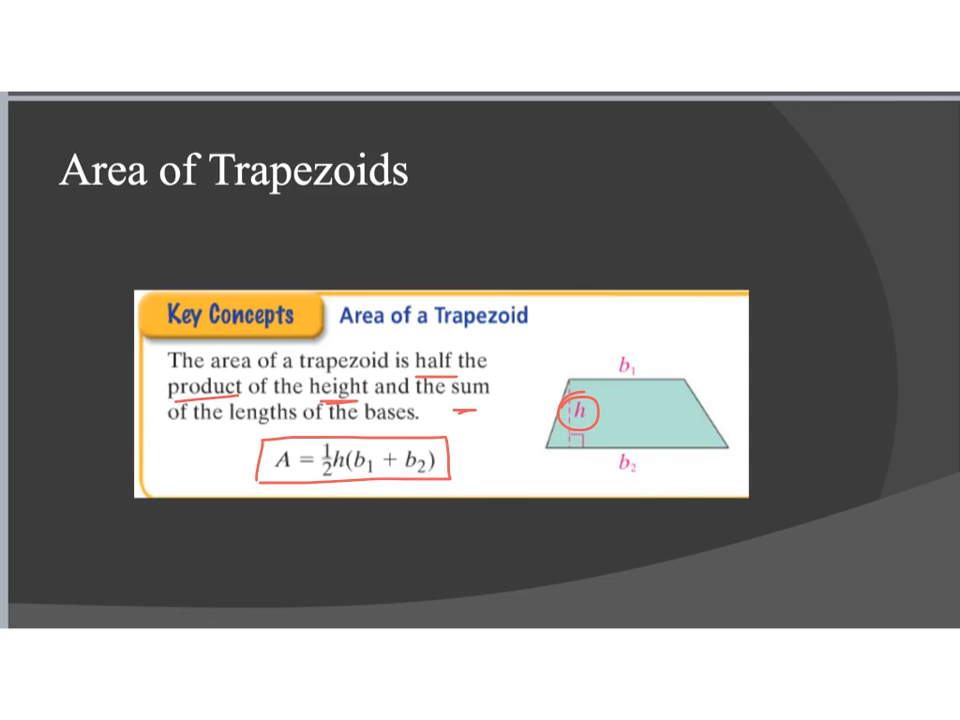 Area of Trapezoids
Key Concepts Area of a Trapezoid
The area of a trapezoid is half the
product of the height and the sum
of the lengths of the bases.
A = ½h(b₁ + b₂)
b₁
h
b₂